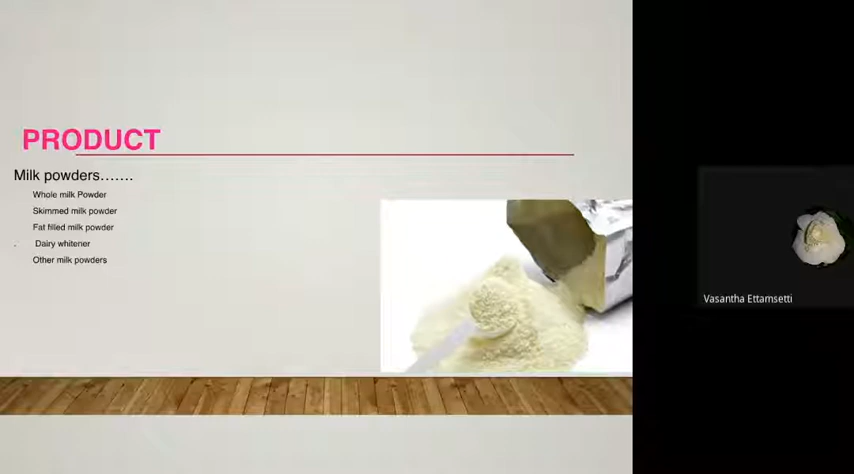 PRODUCT
Milk powders.......
Whole milk Powder
Skimmed milk powder
Fat filled milk powder
. Dairy whitener
Other milk powders
Vasantha Ettamsetti